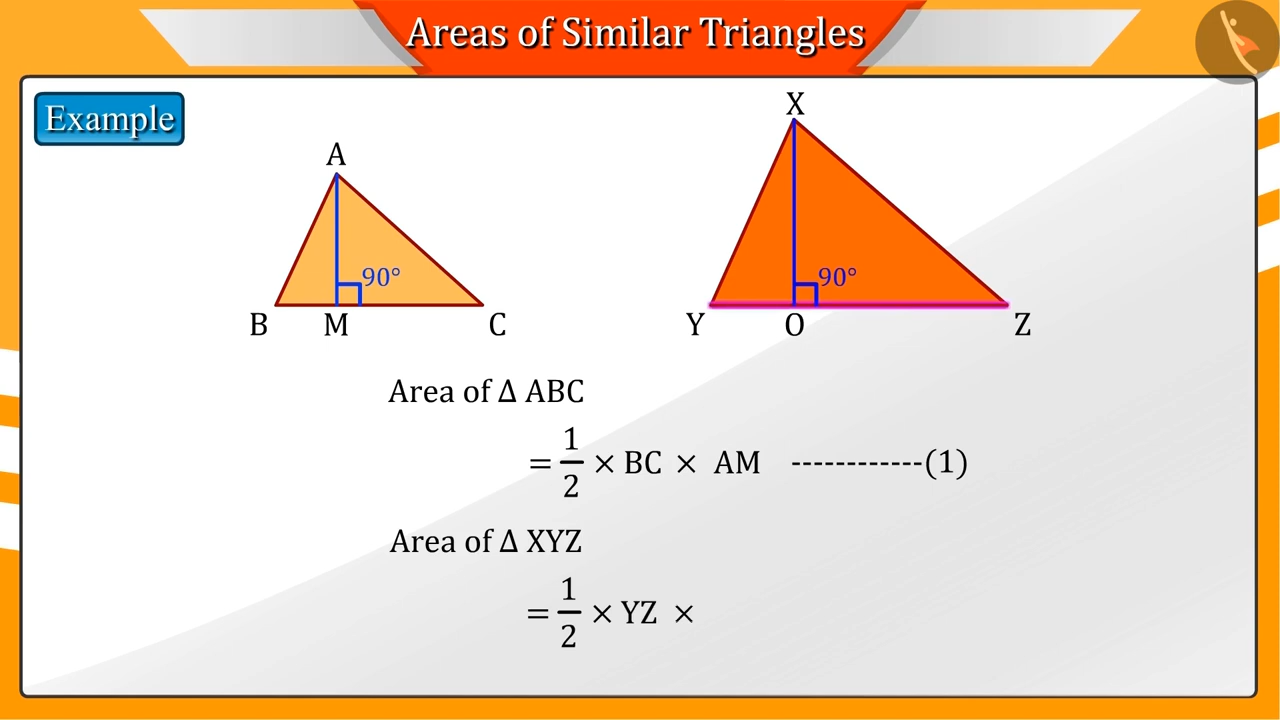 Areas of Similar Triangles
Example
A
X
90°
90°
B M C
Y O Z
Area of Δ ABC
= 1/2 × BC × AM ------------(1)
Area of Δ XYZ
= 1/2 × YZ ×